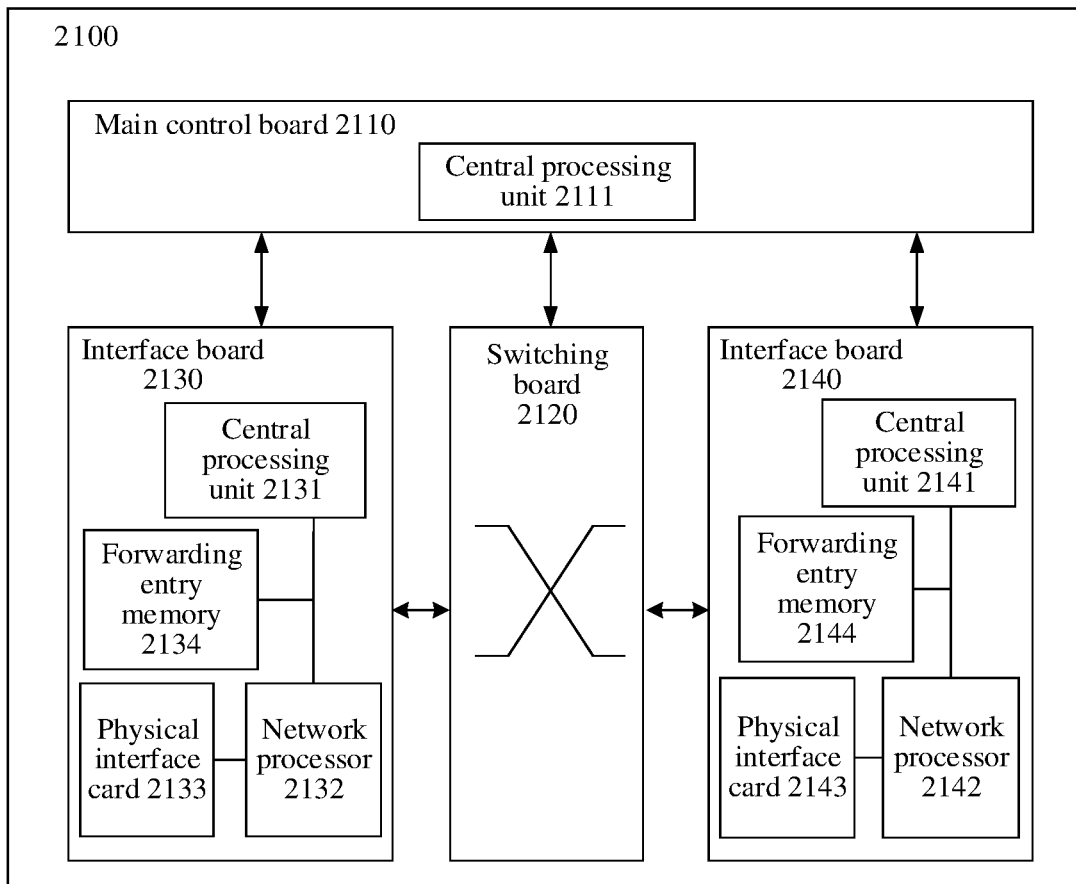 2100
Main control board 2110
Central processing
unit 2111
Interface board
2130
Central
processing
unit 2131
Forwarding
entry
memory
2134
Physical
interface
card 2133
Network
processor
2132
Switching
board
2120
Interface board
2140
Central
processing
unit 2141
Forwarding
entry
memory
2144
Physical
interface
card 2143
Network
processor
2142